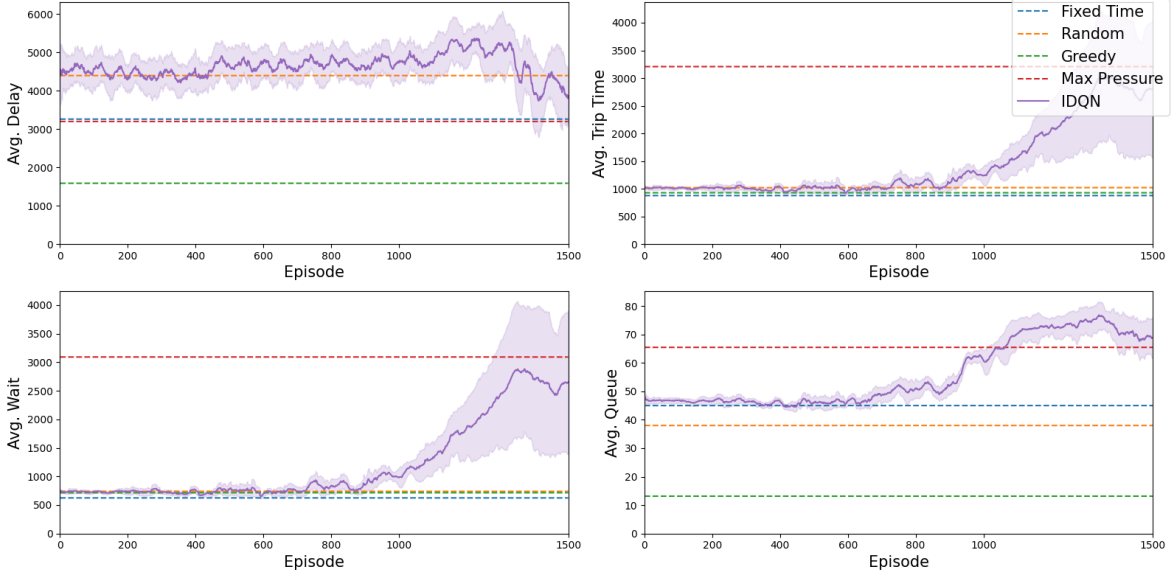 6000
5000
4000
3000
2000
1000
0
Avg. Delay
0 200 400 600 800 1000 1500
Episode
4000
3500
3000
2500
2000
1500
1000
500
0
Avg. Trip Time
0 200 400 600 800 1000 1500
Episode
Fixed Time
Random
Greedy
Max Pressure
IDQN
4000
3500
3000
2500
2000
1500
1000
500
0
Avg. Wait
0 200 400 600 800 1000 1500
Episode
80
70
60
50
40
30
20
10
0
Avg. Queue
0 200 400 600 800 1000 1500
Episode